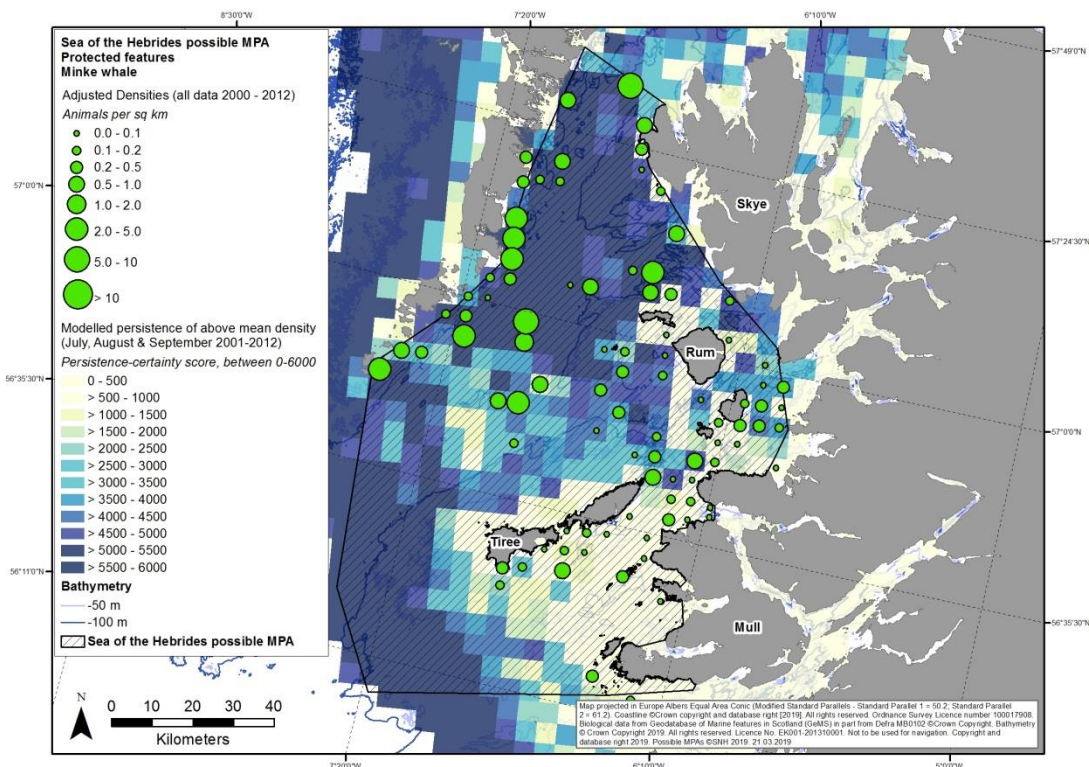 8°30'0"W
7°20'0"W
6°10'0"W
Sea of the Hebrides possible MPA
Protected features
Minke whale
Adjusted Densities (all data 2000 - 2012)
Animals per sq km
0.0 - 0.1
0.1 - 0.2
0.2 - 0.5
0.5 - 1.0
1.0 - 2.0
2.0 - 5.0
5.0 - 10
> 10
Modelled persistence of above mean density
(July, August & September 2001-2012)
Persistence-certainty score, between 0-6000
0 - 500
> 500 - 1000
> 1000 - 1500
> 1500 - 2000
> 2000 - 2500
> 2500 - 3000
> 3000 - 3500
> 3500 - 4000
> 4000 - 4500
> 4500 - 5000
> 5000 - 5500
> 5500 - 6000
Bathymetry
-50 m
-100 m
Sea of the Hebrides possible MPA
57°0'0"N
56°35'30"N
56°11'0"N
57°49'0"N
57°24'30"N
57°0'0"N
56°35'30"N
Skye
Rum
Tiree
Mull
N
0 10 20 30 40
Kilometers
Map projected in Europe Albers Equal Area Conic (Modified Standard Parallels - Standard Parallel 1 = 50.2; Standard Parallel
2 = 61.2). Coastline ©Crown copyright and database right [2019]. All rights reserved. Ordnance Survey Licence number 100017908.
Biological data from Geodatabase of Marine features in Scotland (GeMS) in part from Defra MB0102 ©Crown Copyright. Bathymetry
© Crown Copyright 2019. All rights reserved. Licence No. EK001-201310001. Not to be used for navigation. Copyright and
database right 2019. Possible MPAs ©SNH 2019. 21.03.2019
7°20'0"W
6°10'0"W
5°0'0"W